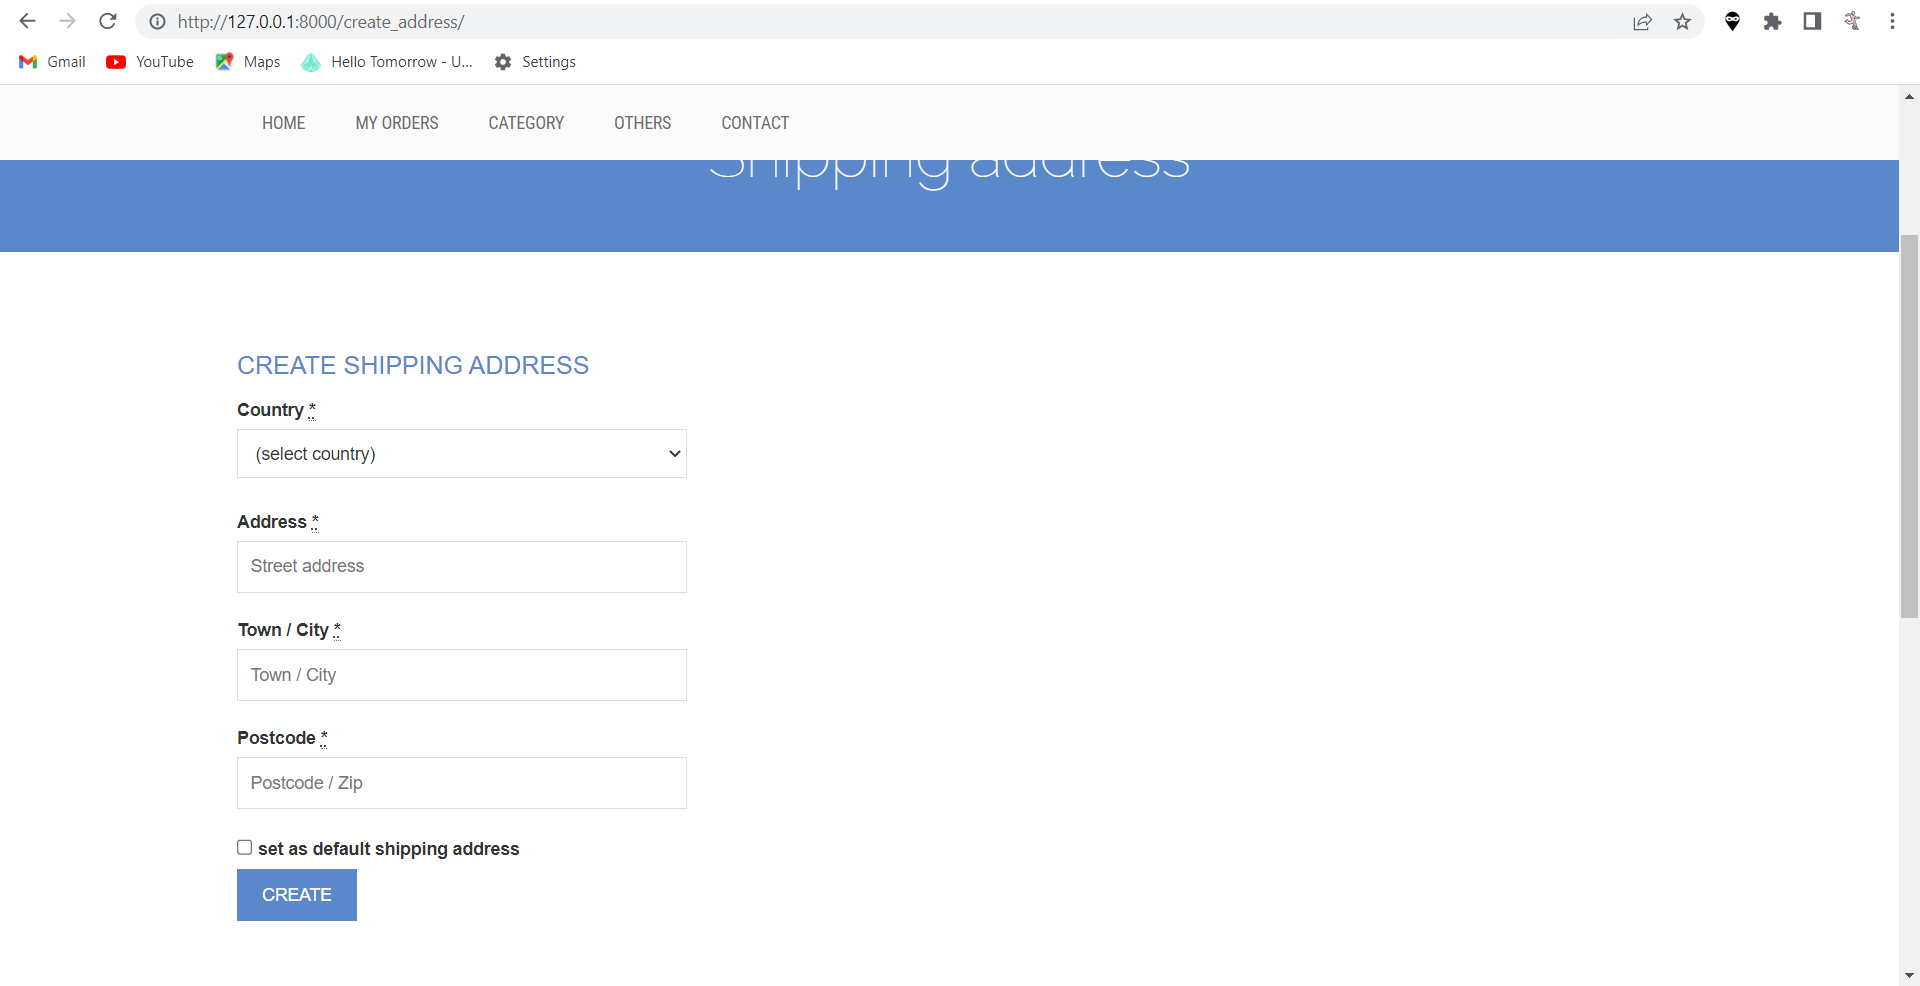 http://127.0.0.1:8000/create_address/
Gmail YouTube Maps Hello Tomorrow - U... Settings
HOME MY ORDERS CATEGORY OTHERS CONTACT
Shipping address
CREATE SHIPPING ADDRESS
Country *
(select country)
Address *
Street address
Town / City *
Town / City
Postcode *
Postcode / Zip
set as default shipping address
CREATE